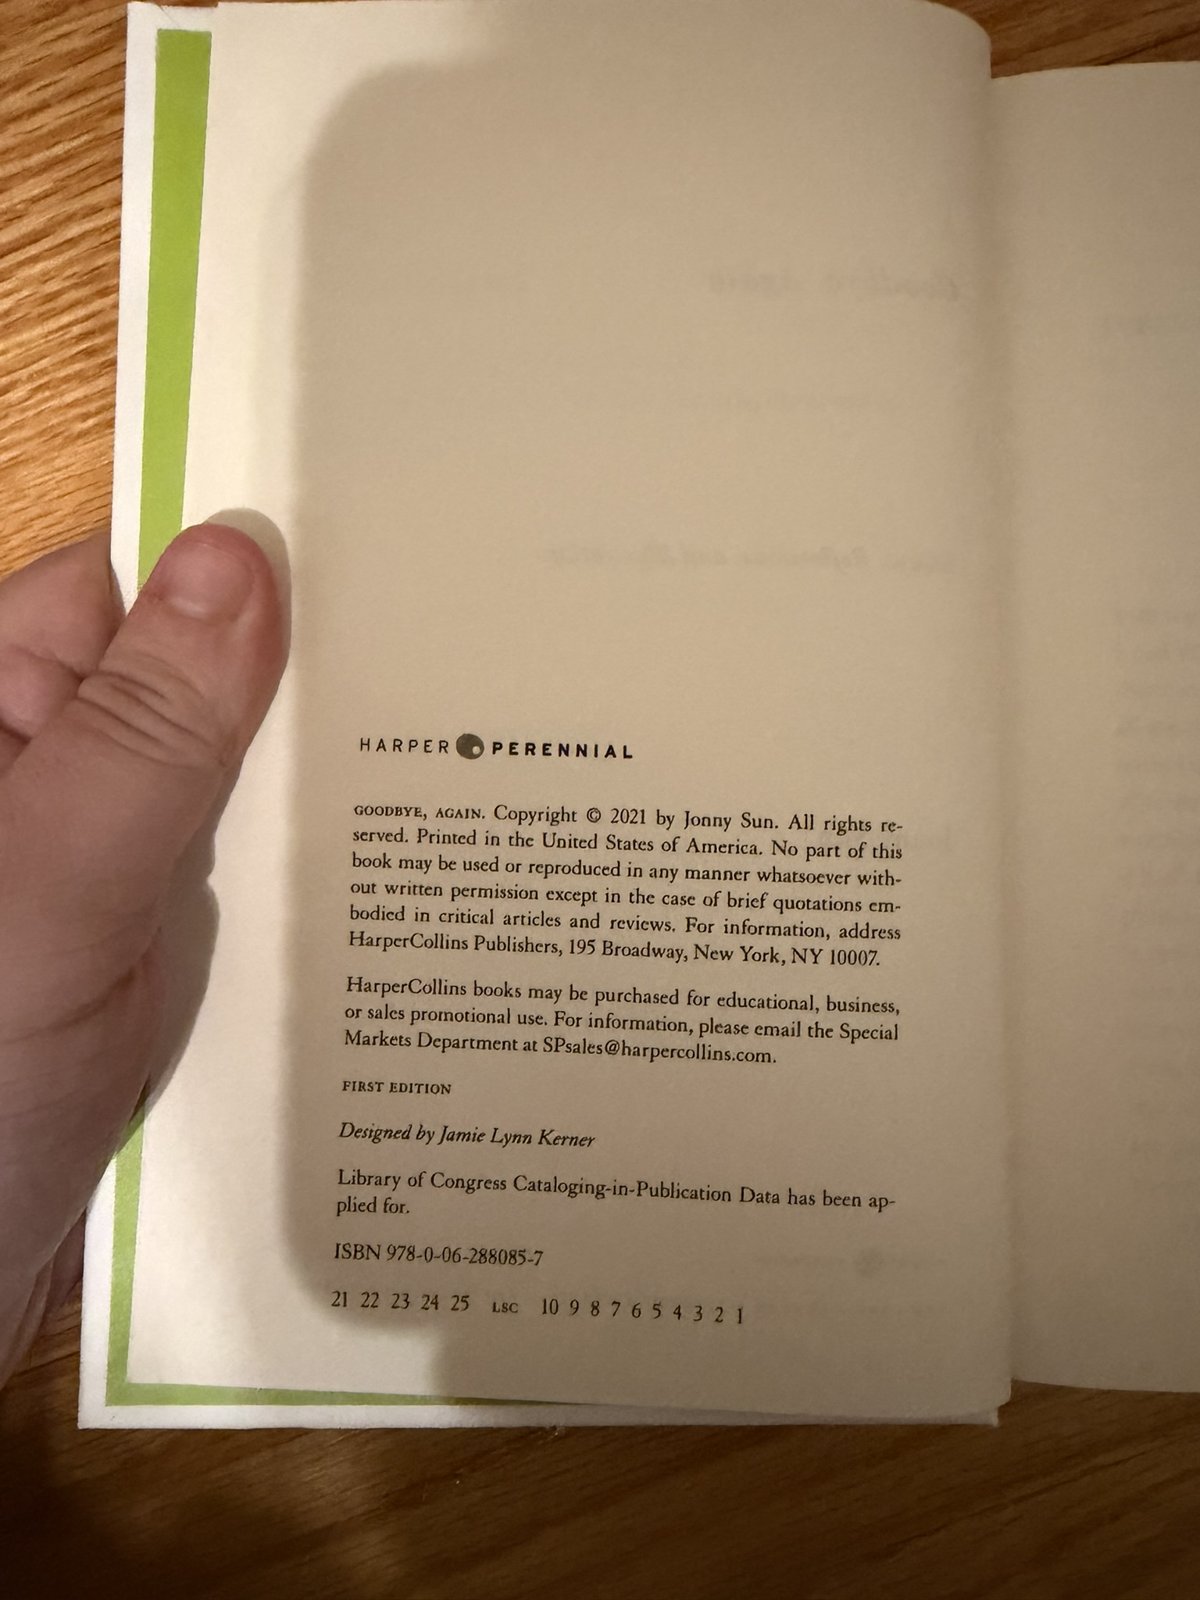 HARPER PERENNIAL
GOODBYE, AGAIN. Copyright © 2021 by Jonny Sun. All rights re-
served. Printed in the United States of America. No part of this
book may be used or reproduced in any manner whatsoever with-
out written permission except in the case of brief quotations em-
bodied in critical articles and reviews. For information, address
HarperCollins Publishers, 195 Broadway, New York, NY 10007.
HarperCollins books may be purchased for educational, business,
or sales promotional use. For information, please email the Special
Markets Department at SPsales@harpercollins.com.
FIRST EDITION
Designed by Jamie Lynn Kerner
Library of Congress Cataloging-in-Publication Data has been ap-
plied for.
ISBN 978-0-06-288085-7
21 22 23 24 25 LSC 10 9 8 7 6 5 4 3 2 1